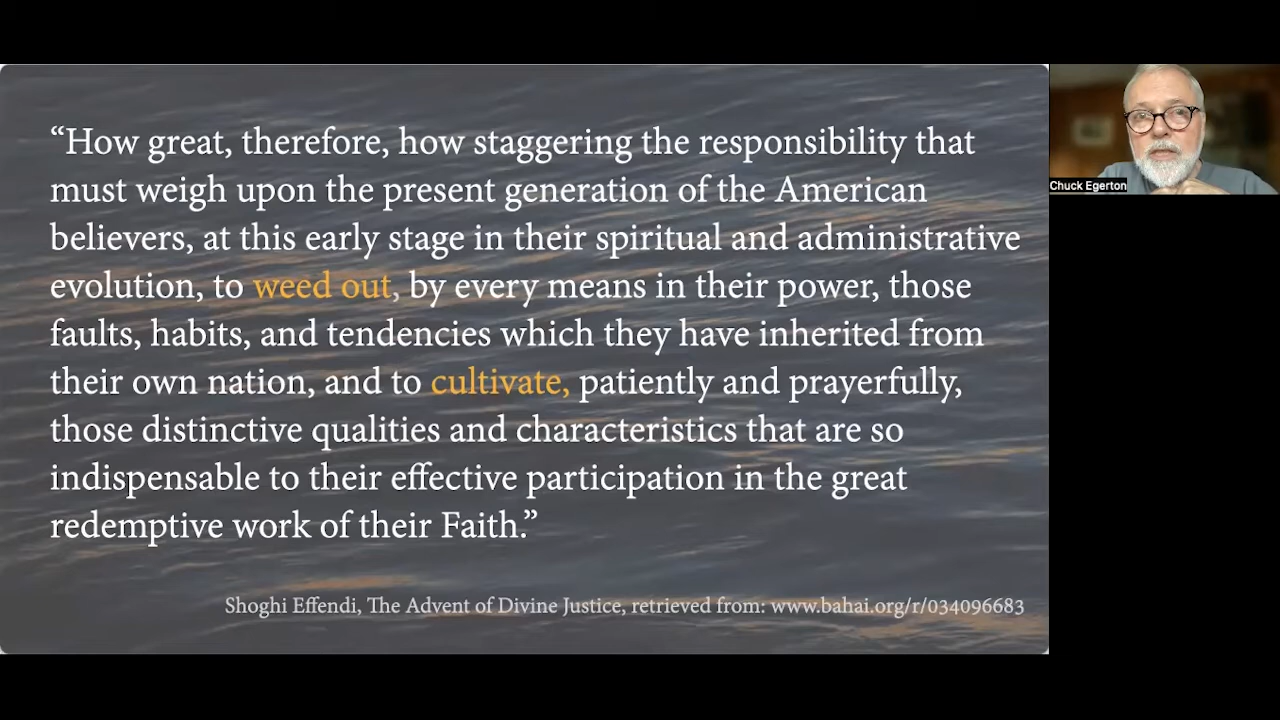 “How great, therefore, how staggering the responsibility that
must weigh upon the present generation of the American
believers, at this early stage in their spiritual and administrative
evolution, to weed out, by every means in their power, those
faults, habits, and tendencies which they have inherited from
their own nation, and to cultivate, patiently and prayerfully,
those distinctive qualities and characteristics that are so
indispensable to their effective participation in the great
redemptive work of their Faith.”
Shoghi Effendi, The Advent of Divine Justice, retrieved from: www.bahai.org/r/034096683
Chuck Egerton